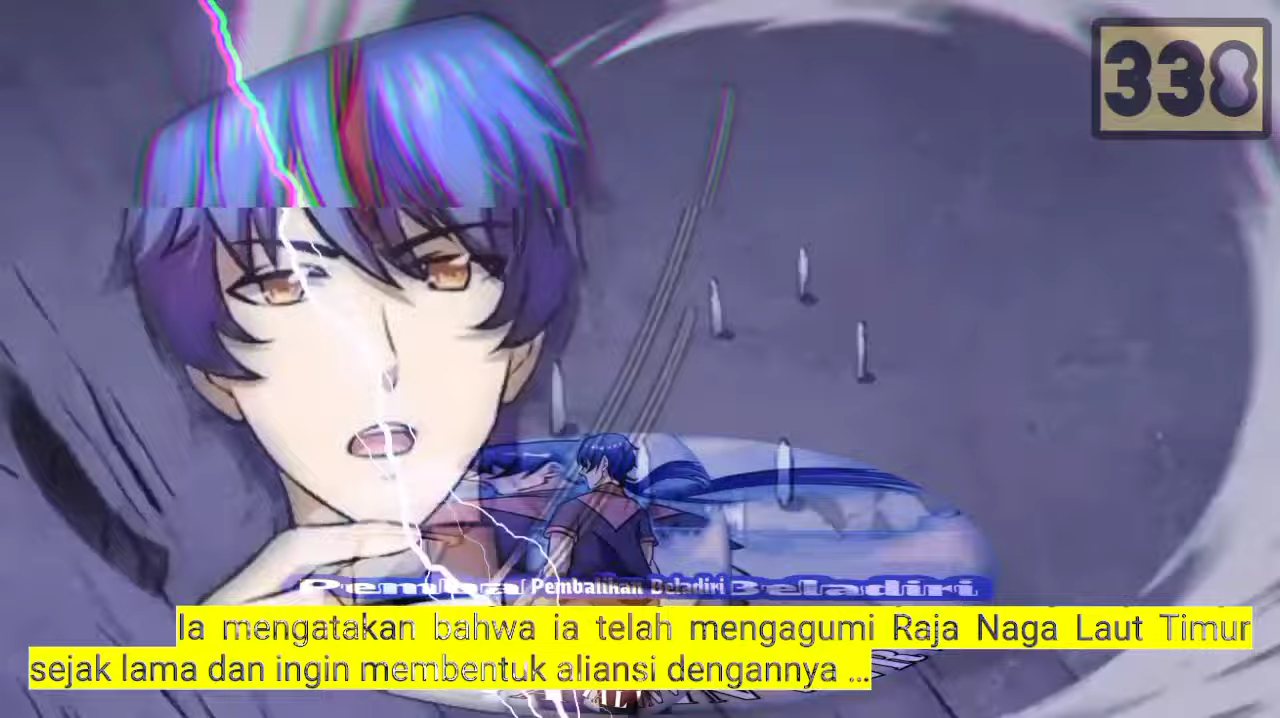 338
Pembalikan Beladiri
Ia mengatakan bahwa ia telah mengagumi Raja Naga Laut Timur
sejak lama dan ingin membentuk aliansi dengannya ...